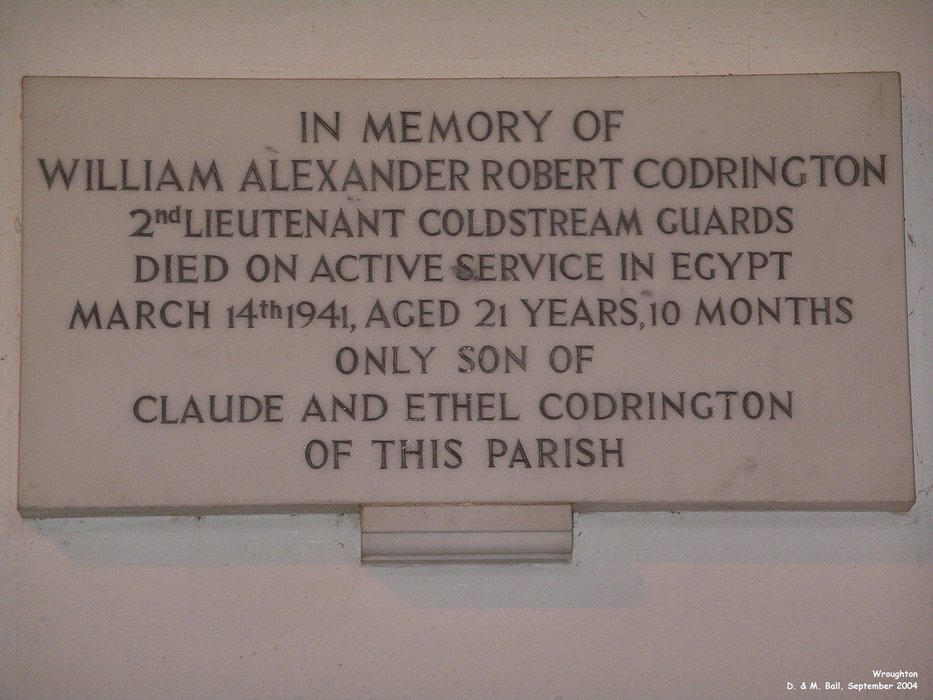 IN MEMORY OF
WILLIAM ALEXANDER ROBERT CODRINGTON
2nd LIEUTENANT COLDSTREAM GUARDS
DIED ON ACTIVE SERVICE IN EGYPT
MARCH 14th 1941, AGED 21 YEARS, 10 MONTHS
ONLY SON OF
CLAUDE AND ETHEL CODRINGTON
OF THIS PARISH
Wroughton
D. & M. Ball, September 2004